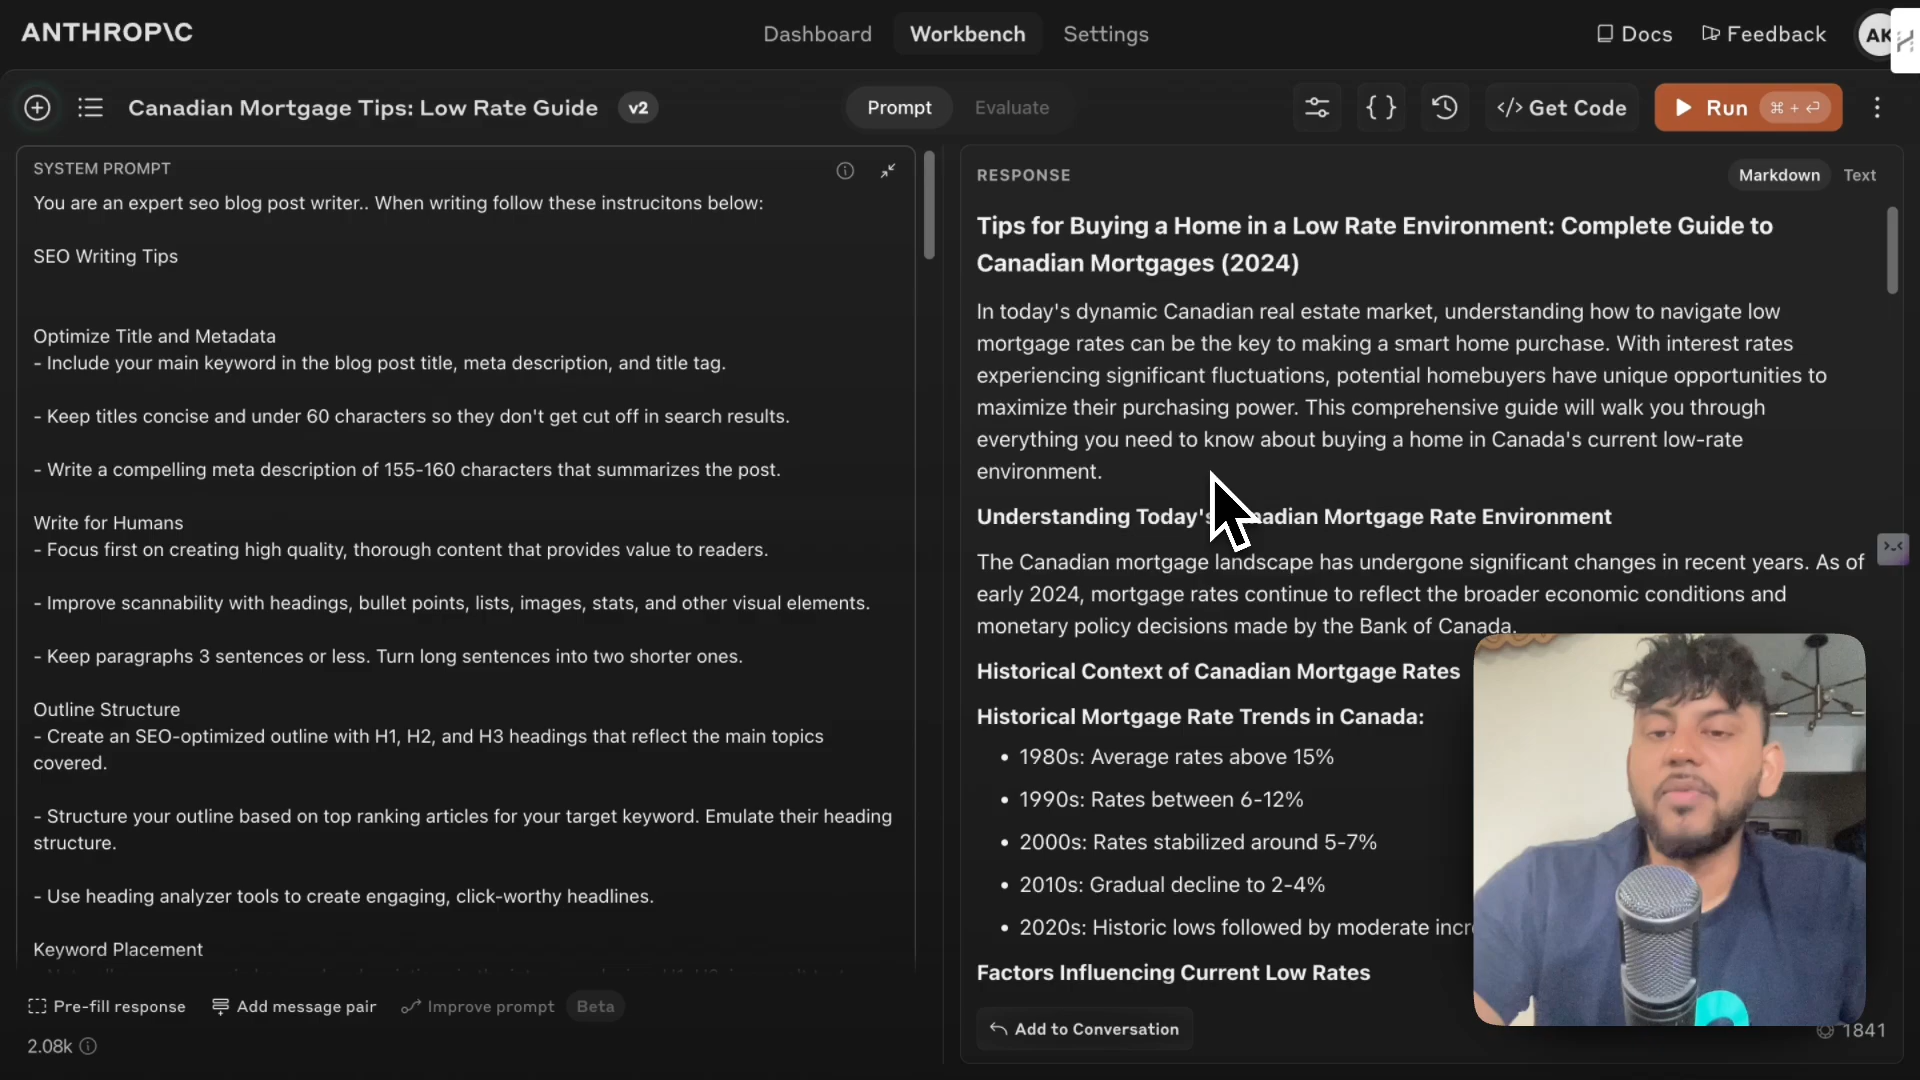 ANTHROP\C
Dashboard
Workbench
Settings
Docs
Feedback
AK
Canadian Mortgage Tips: Low Rate Guide
v2
Prompt
Evaluate
{ }
</> Get Code
Run
⌘ + ⏎
SYSTEM PROMPT
You are an expert seo blog post writer.. When writing follow these instrucitons below:
SEO Writing Tips
Optimize Title and Metadata
- Include your main keyword in the blog post title, meta description, and title tag.
- Keep titles concise and under 60 characters so they don't get cut off in search results.
- Write a compelling meta description of 155-160 characters that summarizes the post.
Write for Humans
- Focus first on creating high quality, thorough content that provides value to readers.
- Improve scannability with headings, bullet points, lists, images, stats, and other visual elements.
- Keep paragraphs 3 sentences or less. Turn long sentences into two shorter ones.
Outline Structure
- Create an SEO-optimized outline with H1, H2, and H3 headings that reflect the main topics
covered.
- Structure your outline based on top ranking articles for your target keyword. Emulate their heading
structure.
- Use heading analyzer tools to create engaging, click-worthy headlines.
Keyword Placement
Pre-fill response
Add message pair
Improve prompt
Beta
2.08k
RESPONSE
Markdown
Text
Tips for Buying a Home in a Low Rate Environment: Complete Guide to
Canadian Mortgages (2024)
In today's dynamic Canadian real estate market, understanding how to navigate low
mortgage rates can be the key to making a smart home purchase. With interest rates
experiencing significant fluctuations, potential homebuyers have unique opportunities to
maximize their purchasing power. This comprehensive guide will walk you through
everything you need to know about buying a home in Canada's current low-rate
environment.
Understanding Today's Canadian Mortgage Rate Environment
The Canadian mortgage landscape has undergone significant changes in recent years. As of
early 2024, mortgage rates continue to reflect the broader economic conditions and
monetary policy decisions made by the Bank of Canada.
Historical Context of Canadian Mortgage Rates
Historical Mortgage Rate Trends in Canada:
• 1980s: Average rates above 15%
• 1990s: Rates between 6-12%
• 2000s: Rates stabilized around 5-7%
• 2010s: Gradual decline to 2-4%
• 2020s: Historic lows followed by moderate
Factors Influencing Current Low Rates
Add to Conversation
1841